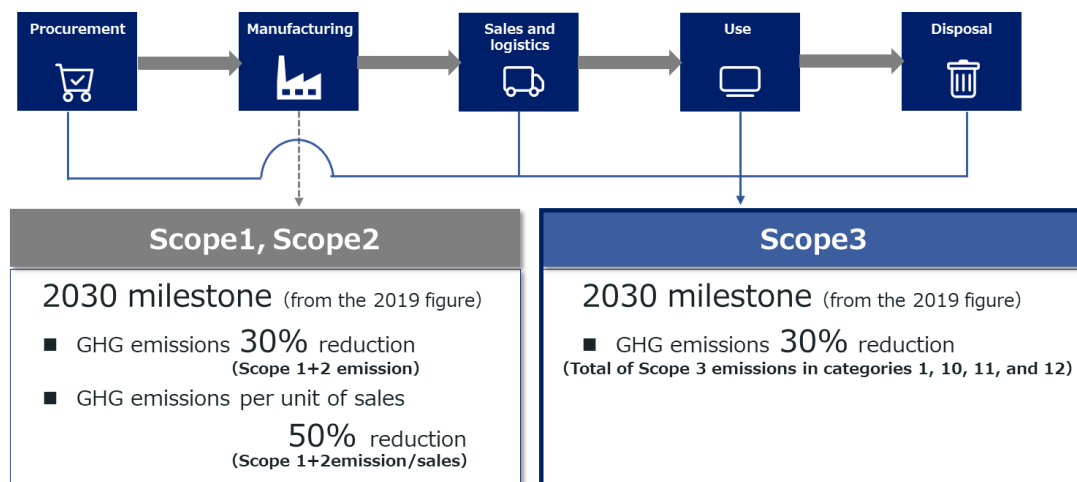 Procurement
Manufacturing
Sales and
logistics
Use
Disposal
Scope1, Scope2
2030 milestone (from the 2019 figure)
■ GHG emissions 30% reduction
(Scope 1+2 emission)
■ GHG emissions per unit of sales
50% reduction
(Scope 1+2emission/sales)
Scope3
2030 milestone (from the 2019 figure)
■ GHG emissions 30% reduction
(Total of Scope 3 emissions in categories 1, 10, 11, and 12)